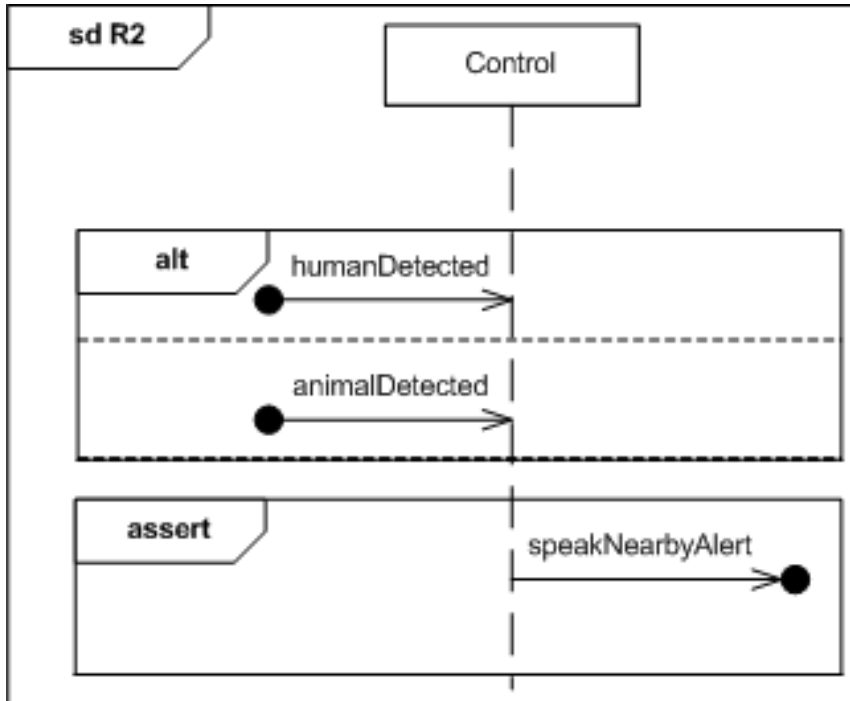 sd R2
Control
alt
humanDetected
animalDetected
assert
speakNearbyAlert